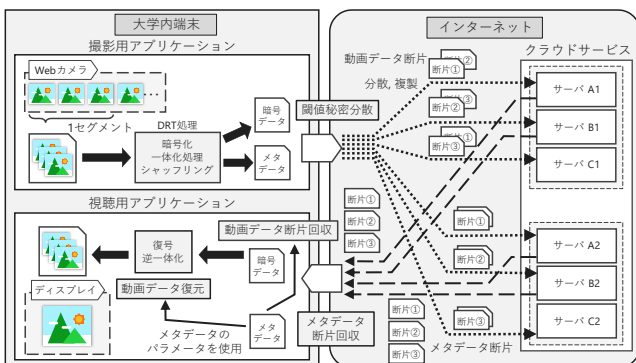 大学内端末
撮影用アプリケーション
Webカメラ
・・・
1セグメント
DRT処理
暗号化
一体化処理
シャッフリング
暗号
データ
メタ
データ
閾値秘密分散
視聴用アプリケーション
動画データ断片回収
復号
逆一体化
暗号
データ
動画データ復元
ディスプレイ
メタ
データ
メタデータの
パラメータを使用
メタデータ
断片回収
インターネット
動画データ断片
分散, 複製
断片①
②
断片②
③
断片③
①
クラウドサービス
サーバ A1
サーバ B1
サーバ C1
断片①
断片②
断片③
断片①
断片②
断片③
サーバ A2
サーバ B2
サーバ C2
メタデータ断片
断片①
断片②
断片③